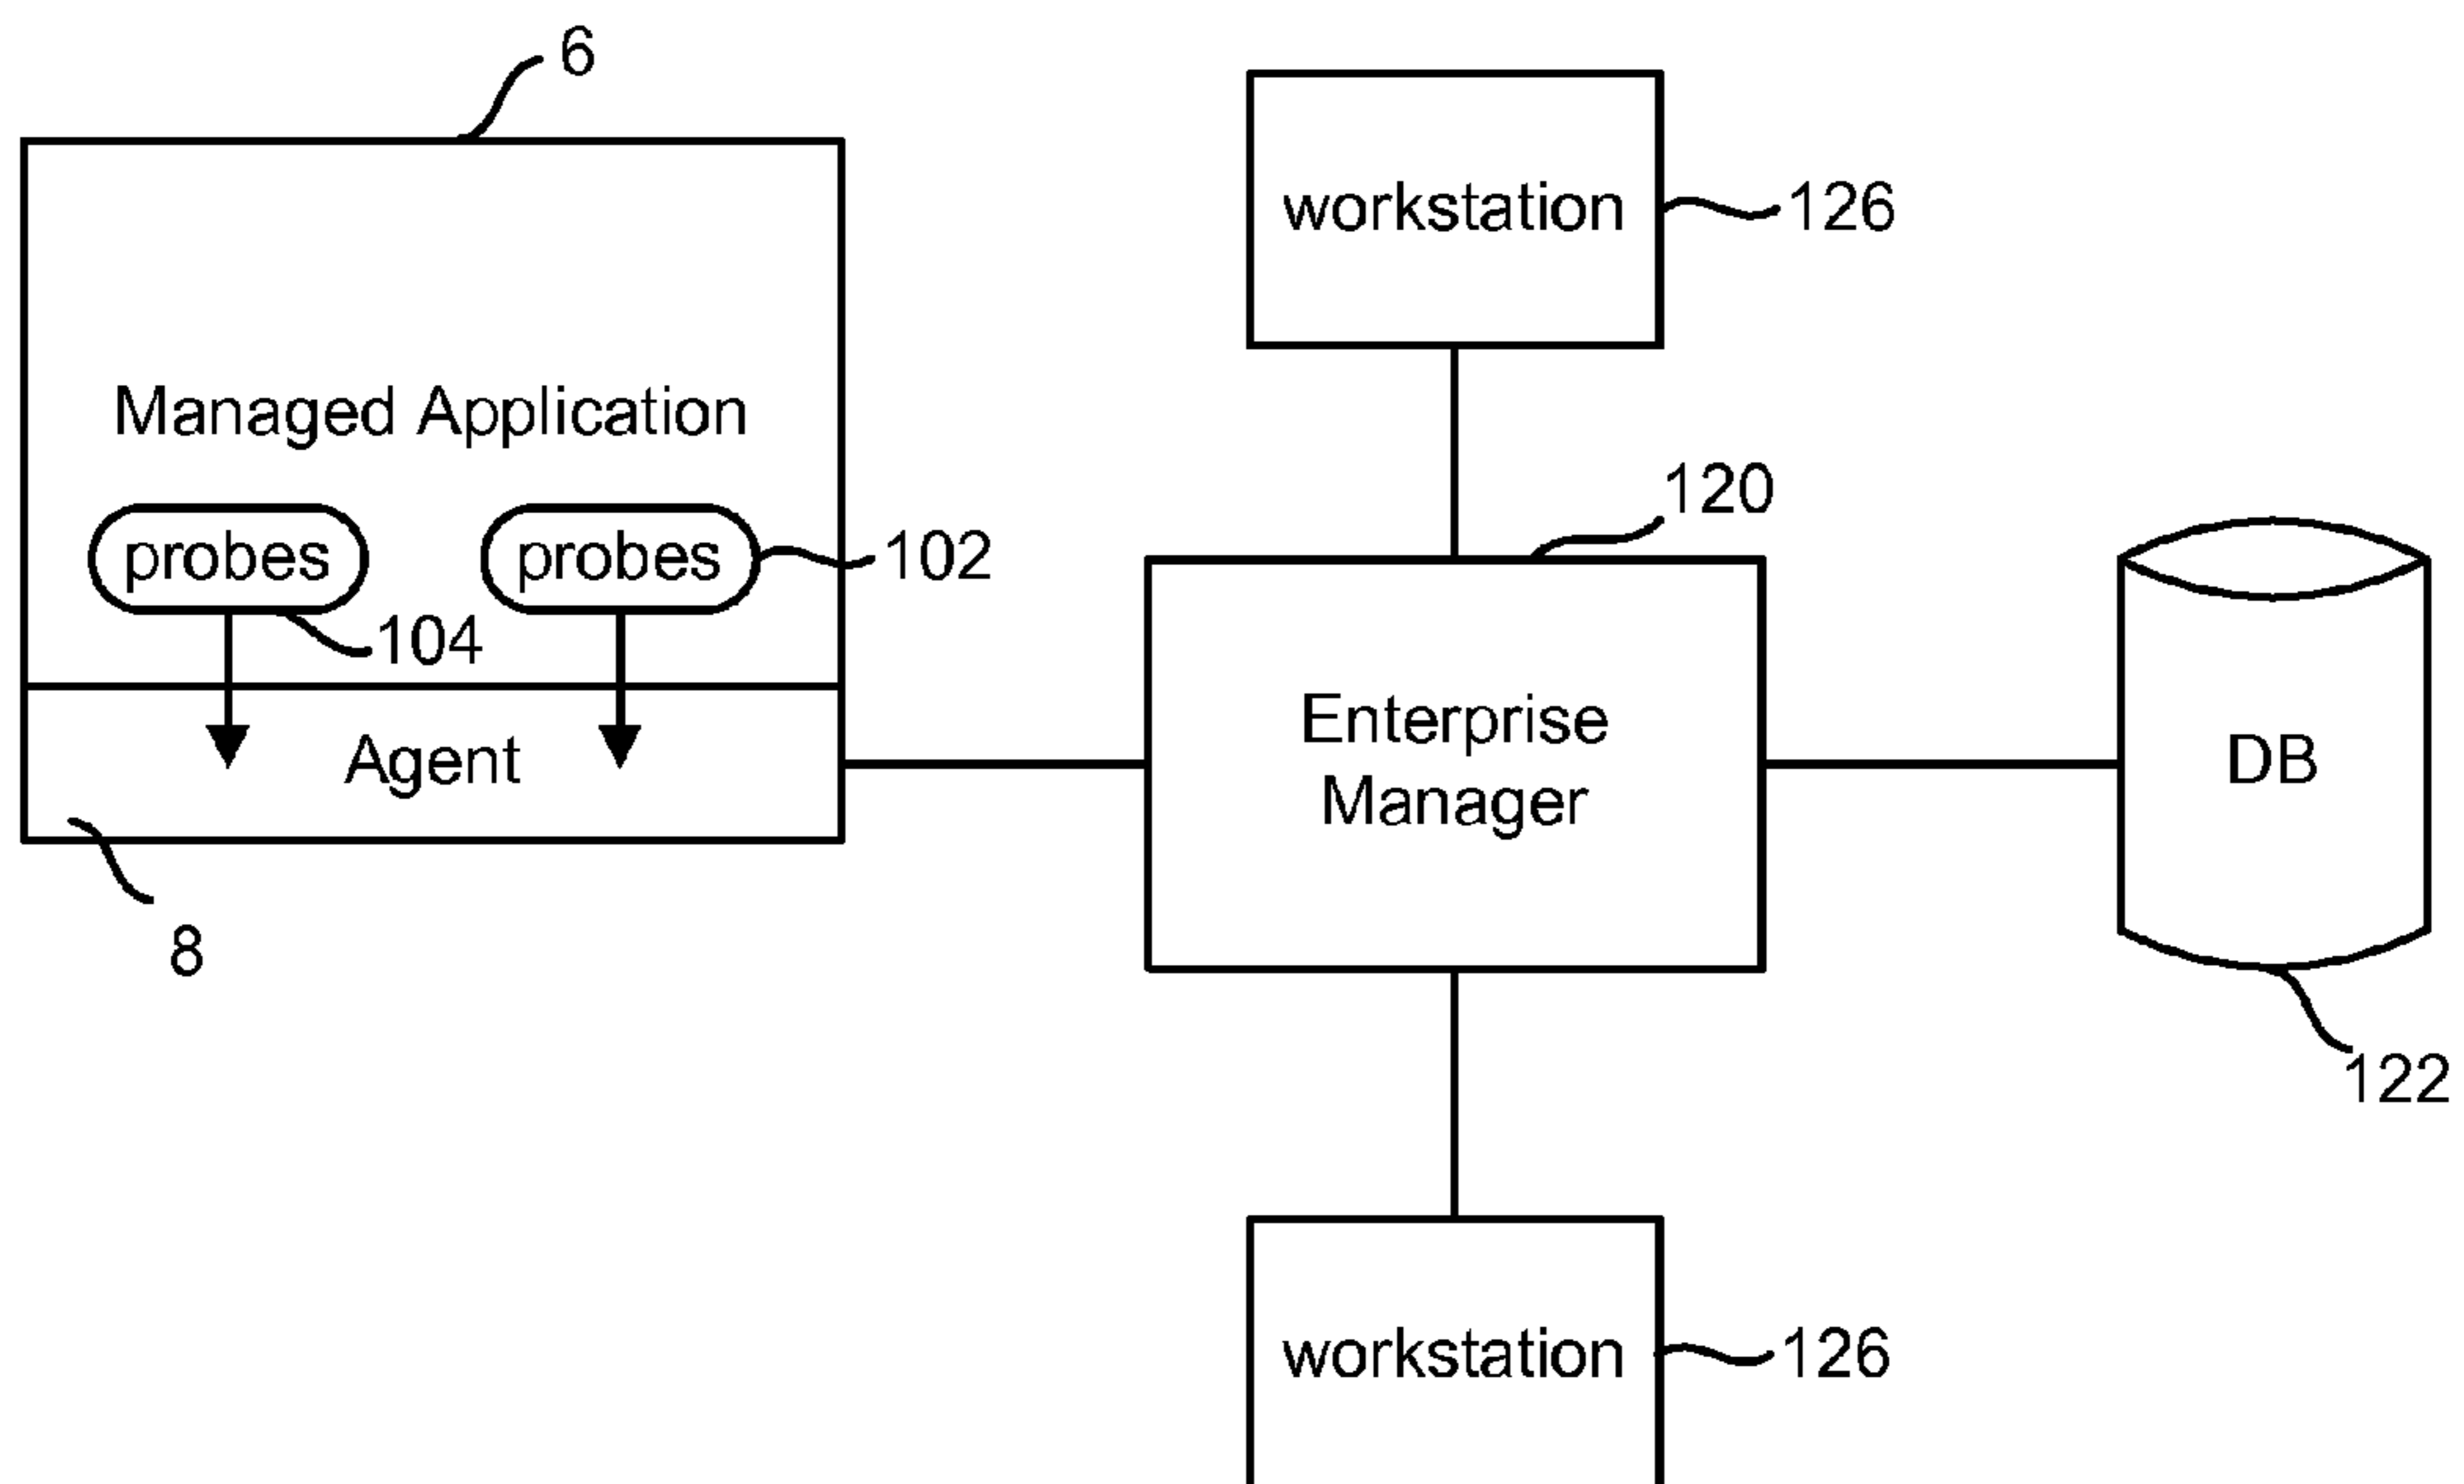 6
workstation
126
Managed Application
120
probes
probes
102
104
Enterprise
Manager
DB
Agent
8
122
workstation
126